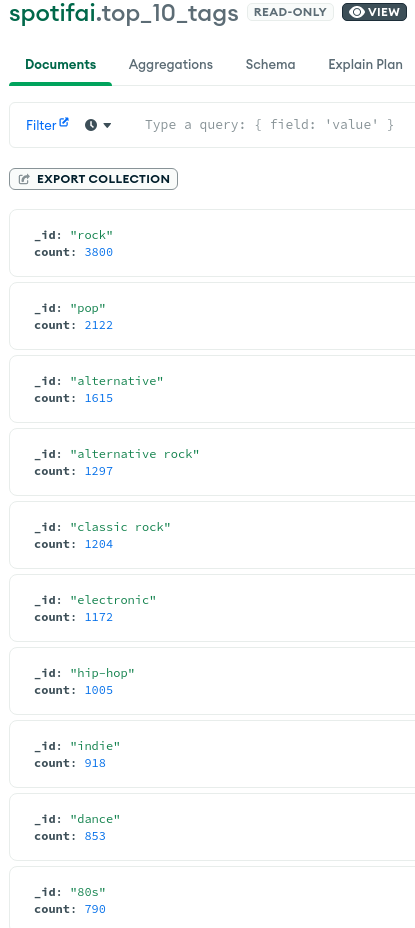 spotifai.top_10_tags READ-ONLY VIEW
Documents Aggregations Schema Explain Plan
Filter Type a query: { field: 'value' }
EXPORT COLLECTION
_id: "rock"
count: 3800
_id: "pop"
count: 2122
_id: "alternative"
count: 1615
_id: "alternative rock"
count: 1297
_id: "classic rock"
count: 1204
_id: "electronic"
count: 1172
_id: "hip-hop"
count: 1005
_id: "indie"
count: 918
_id: "dance"
count: 853
_id: "80s"
count: 790